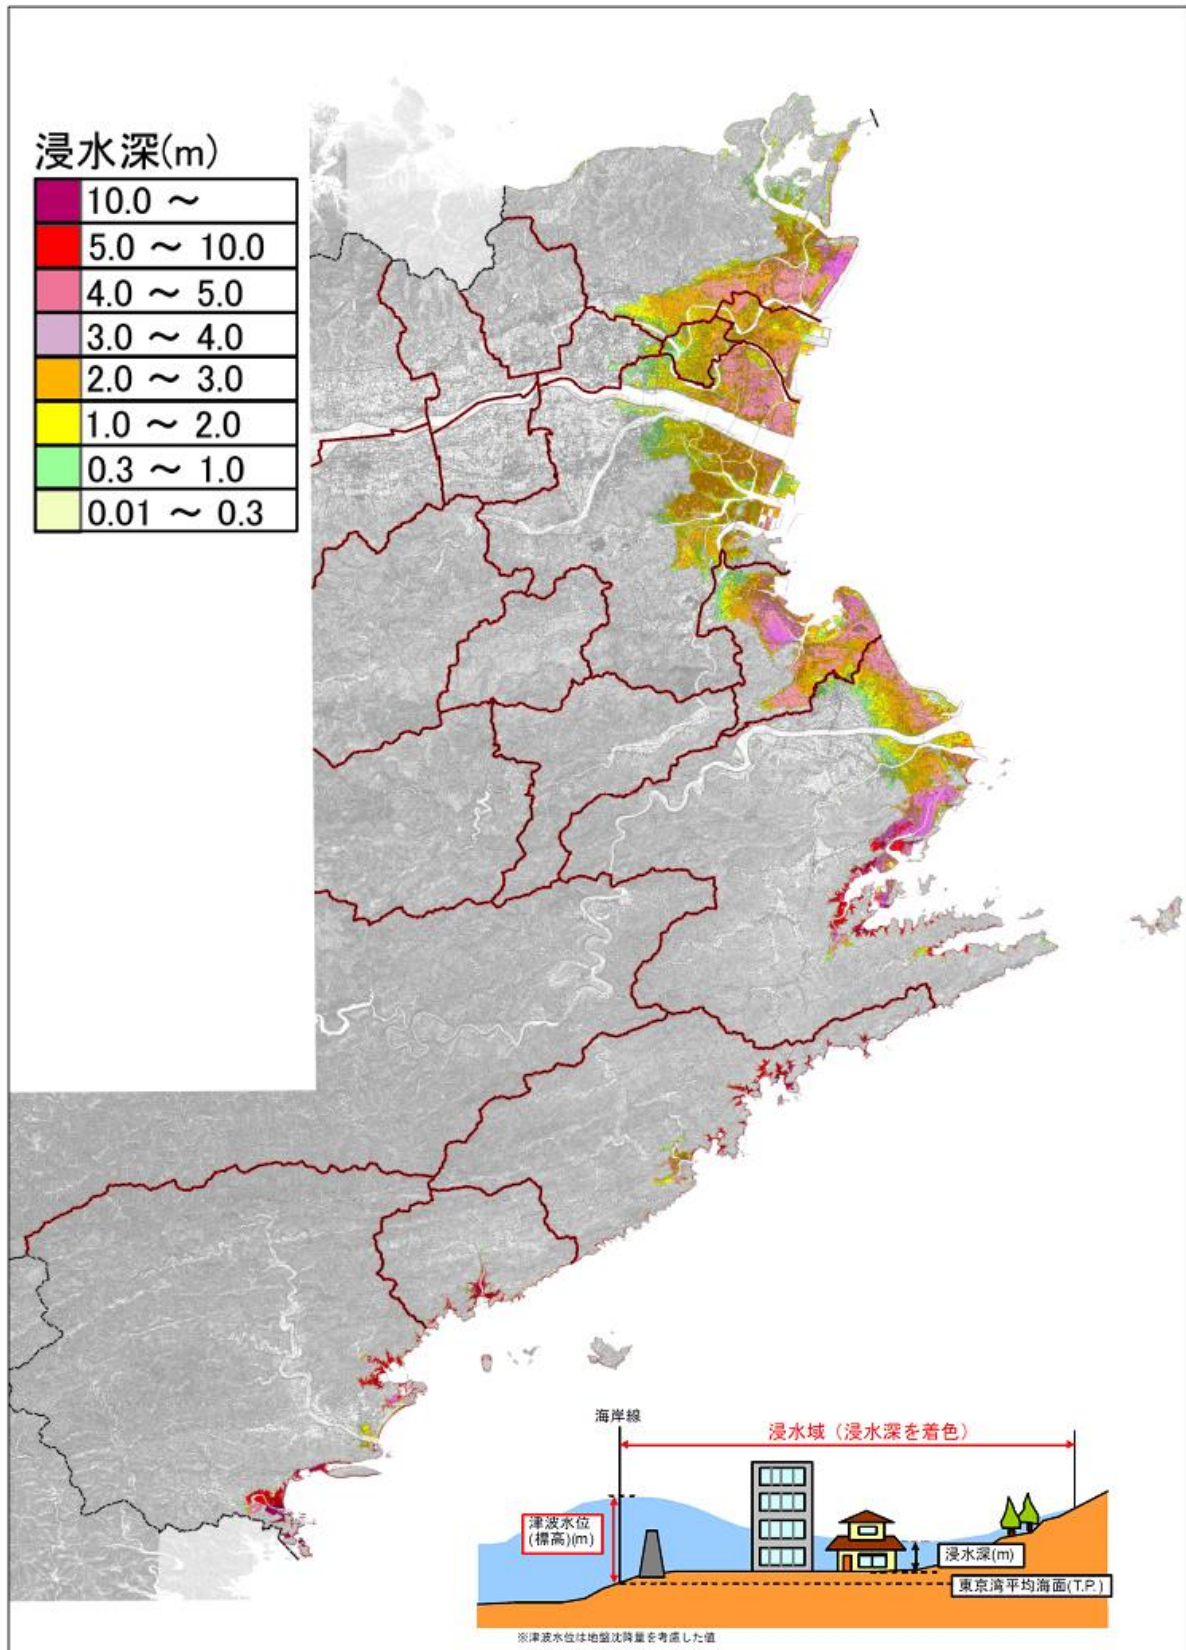 浸水深(m)
10.0 ～
5.0 ～ 10.0
4.0 ～ 5.0
3.0 ～ 4.0
2.0 ～ 3.0
1.0 ～ 2.0
0.3 ～ 1.0
0.01 ～ 0.3
海岸線
浸水域（浸水深を着色）
津波水位
(標高)(m)
浸水深(m)
東京湾平均海面(T.P.)
※津波水位は地盤沈降量を考慮した値